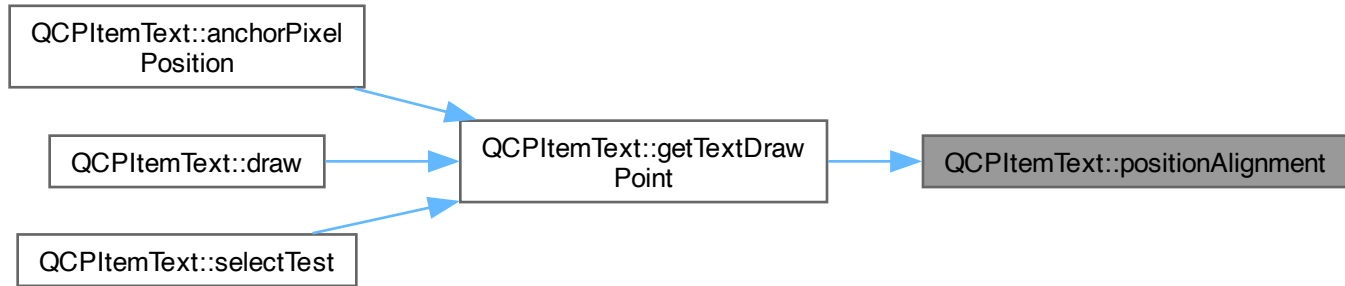 QCPItemText::anchorPixel
Position
QCPItemText::draw
QCPItemText::selectTest
QCPItemText::getTextDraw
Point
QCPItemText::positionAlignment